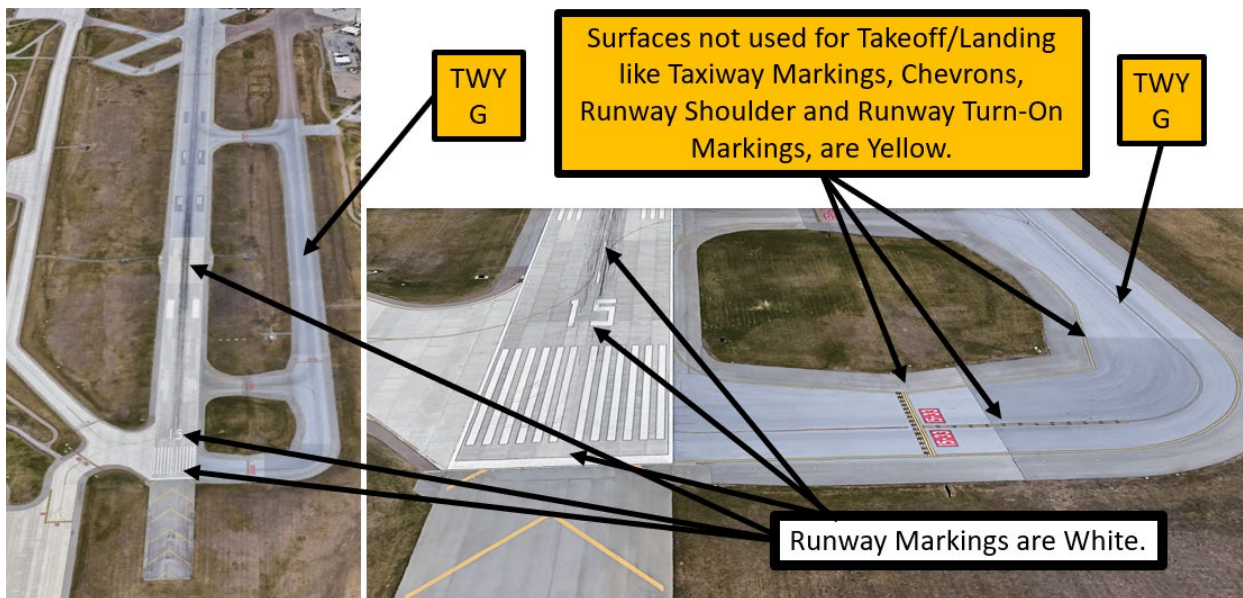 TWY
G
Surfaces not used for Takeoff/Landing
like Taxiway Markings, Chevrons,
Runway Shoulder and Runway Turn-On
Markings, are Yellow.
TWY
G
15
15
Runway Markings are White.